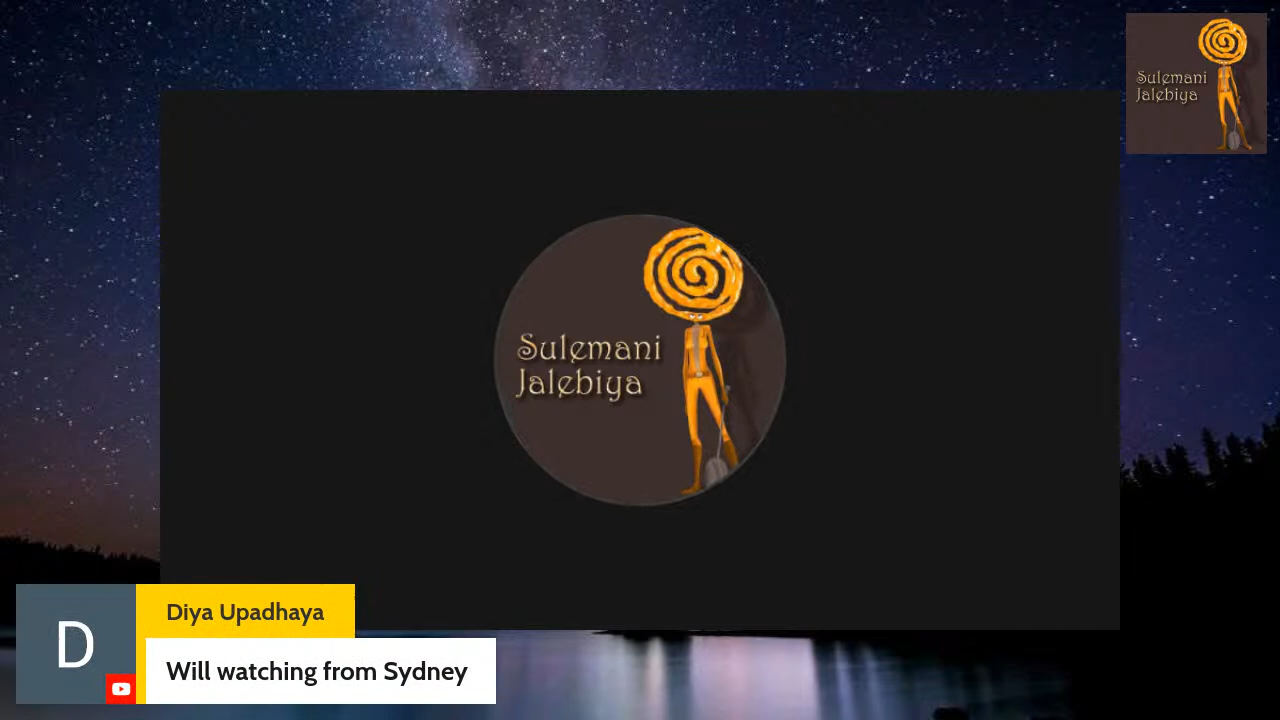 Sulemani
Jalebiya
Sulemani
Jalebiya
D
Diya Upadhaya
Will watching from Sydney